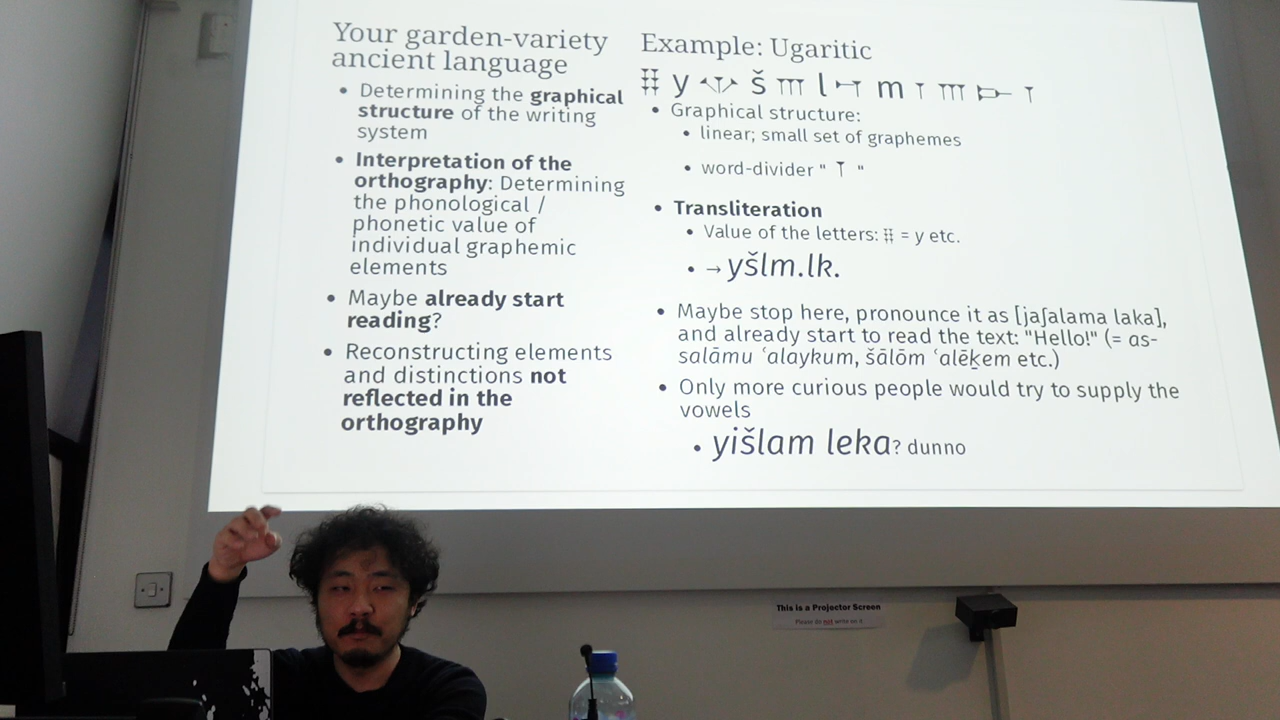 Your garden-variety
ancient language
• Determining the graphical
structure of the writing
system
• Interpretation of the
orthography: Determining
the phonological /
phonetic value of
individual graphemic
elements
• Maybe already start
reading?
• Reconstructing elements
and distinctions not
reflected in the
orthography
Example: Ugaritic
𐎊 y 𐎌 š 𐎍 l 𐎎 m 𐎟 𐎍 𐎋 𐎟
• Graphical structure:
• linear; small set of graphemes
• word-divider " 𐎟 "
• Transliteration
• Value of the letters: 𐎊 = y etc.
• → yšlm.lk.
• Maybe stop here, pronounce it as [jaʃalama laka],
and already start to read the text: "Hello!" (= as-
salāmu ʿalaykum, šālōm ʿalēḵem etc.)
• Only more curious people would try to supply the
vowels
• yišlam leka? dunno
This is a Projector Screen
Please do not write on it